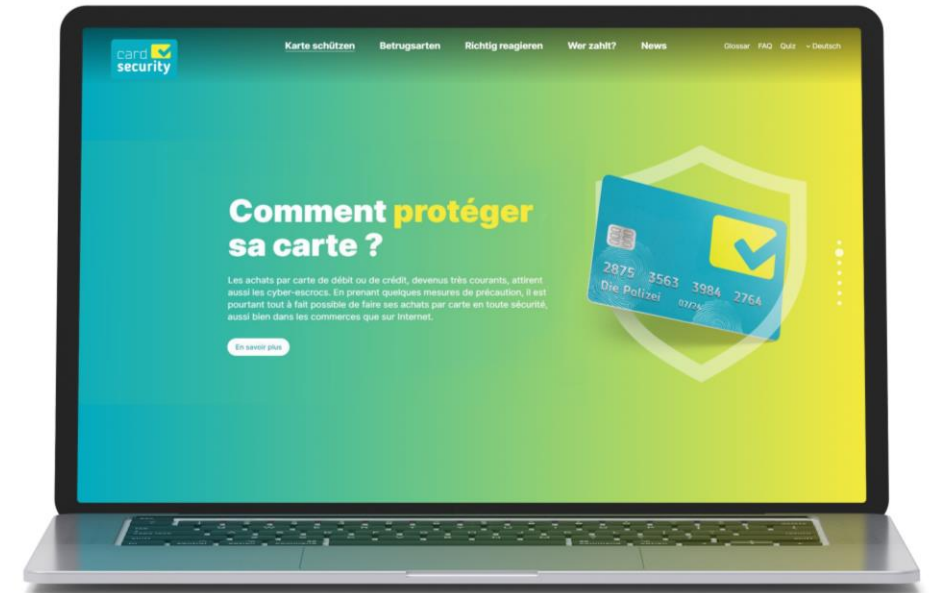 card
security
Karte schützen Betrugsarten Richtig reagieren Wer zahlt? News Glossar FAQ Quiz Deutsch
Comment protéger
sa carte ?
Les achats par carte de débit ou de crédit, devenus très courants, attirent
aussi les cyber-escrocs. En prenant quelques mesures de précaution, il est
pourtant tout à fait possible de faire ses achats par carte en toute sécurité,
aussi bien dans les commerces que sur Internet.
En savoir plus
2875 3563 3984 2764
Die Polizei 02/24